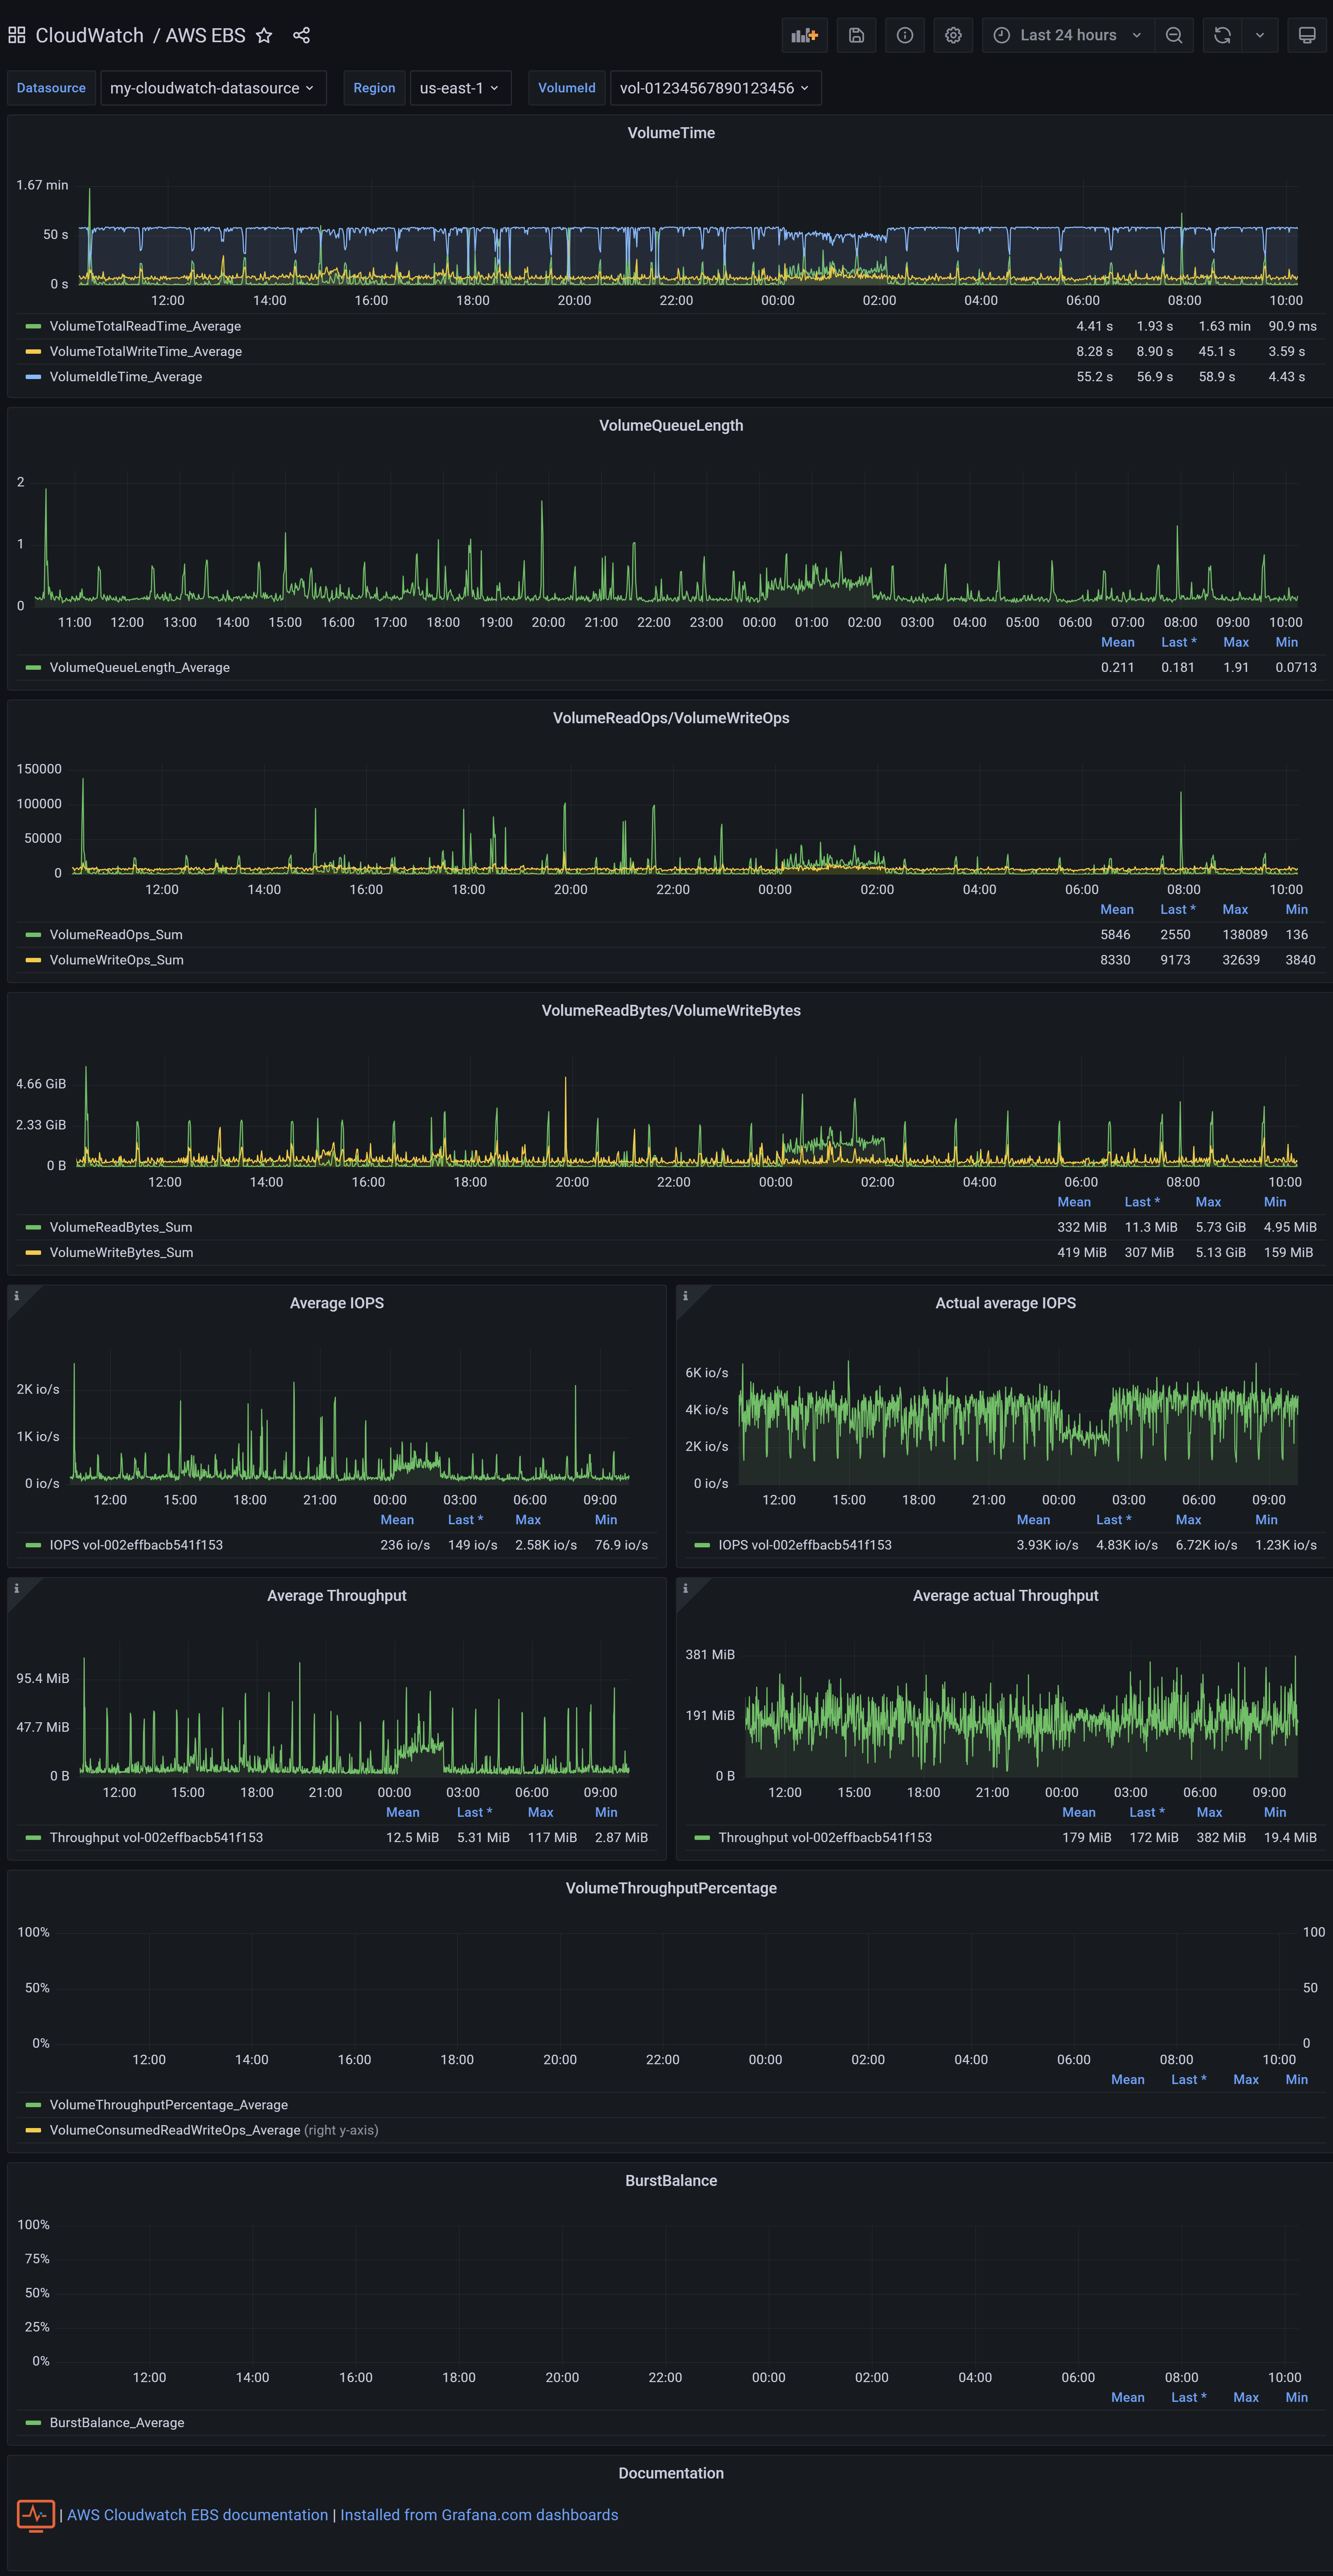 CloudWatch / AWS EBS
Last 24 hours
Datasource my-cloudwatch-datasource Region us-east-1 VolumeId vol-01234567890123456
VolumeTime
1.67 min
50 s
0 s
12:00 14:00 16:00 18:00 20:00 22:00 00:00 02:00 04:00 06:00 08:00 10:00
VolumeTotalReadTime_Average 4.41 s 1.93 s 1.63 min 90.9 ms
VolumeTotalWriteTime_Average 8.28 s 8.90 s 45.1 s 3.59 s
VolumeIdleTime_Average 55.2 s 56.9 s 58.9 s 4.43 s
VolumeQueueLength
2
1
0
11:00 12:00 13:00 14:00 15:00 16:00 17:00 18:00 19:00 20:00 21:00 22:00 23:00 00:00 01:00 02:00 03:00 04:00 05:00 06:00 07:00 08:00 09:00 10:00
Mean Last * Max Min
VolumeQueueLength_Average 0.211 0.181 1.91 0.0713
VolumeReadOps/VolumeWriteOps
150000
100000
50000
0
12:00 14:00 16:00 18:00 20:00 22:00 00:00 02:00 04:00 06:00 08:00 10:00
Mean Last * Max Min
VolumeReadOps_Sum 5846 2550 138089 136
VolumeWriteOps_Sum 8330 9173 32639 3840
VolumeReadBytes/VolumeWriteBytes
4.66 GiB
2.33 GiB
0 B
12:00 14:00 16:00 18:00 20:00 22:00 00:00 02:00 04:00 06:00 08:00 10:00
Mean Last * Max Min
VolumeReadBytes_Sum 332 MiB 11.3 MiB 5.73 GiB 4.95 MiB
VolumeWriteBytes_Sum 419 MiB 307 MiB 5.13 GiB 159 MiB
i
Average IOPS
2K io/s
1K io/s
0 io/s
12:00 15:00 18:00 21:00 00:00 03:00 06:00 09:00
Mean Last * Max Min
IOPS vol-002effbacb541f153 236 io/s 149 io/s 2.58K io/s 76.9 io/s
i
Actual average IOPS
6K io/s
4K io/s
2K io/s
0 io/s
12:00 15:00 18:00 21:00 00:00 03:00 06:00 09:00
Mean Last * Max Min
IOPS vol-002effbacb541f153 3.93K io/s 4.83K io/s 6.72K io/s 1.23K io/s
i
Average Throughput
95.4 MiB
47.7 MiB
0 B
12:00 15:00 18:00 21:00 00:00 03:00 06:00 09:00
Mean Last * Max Min
Throughput vol-002effbacb541f153 12.5 MiB 5.31 MiB 117 MiB 2.87 MiB
i
Average actual Throughput
381 MiB
191 MiB
0 B
12:00 15:00 18:00 21:00 00:00 03:00 06:00 09:00
Mean Last * Max Min
Throughput vol-002effbacb541f153 179 MiB 172 MiB 382 MiB 19.4 MiB
VolumeThroughputPercentage
100% 100
50% 50
0% 0
12:00 14:00 16:00 18:00 20:00 22:00 00:00 02:00 04:00 06:00 08:00 10:00
Mean Last * Max Min
VolumeThroughputPercentage_Average
VolumeConsumedReadWriteOps_Average (right y-axis)
BurstBalance
100%
75%
50%
25%
0%
12:00 14:00 16:00 18:00 20:00 22:00 00:00 02:00 04:00 06:00 08:00 10:00
Mean Last * Max Min
BurstBalance_Average
Documentation
| AWS Cloudwatch EBS documentation | Installed from Grafana.com dashboards